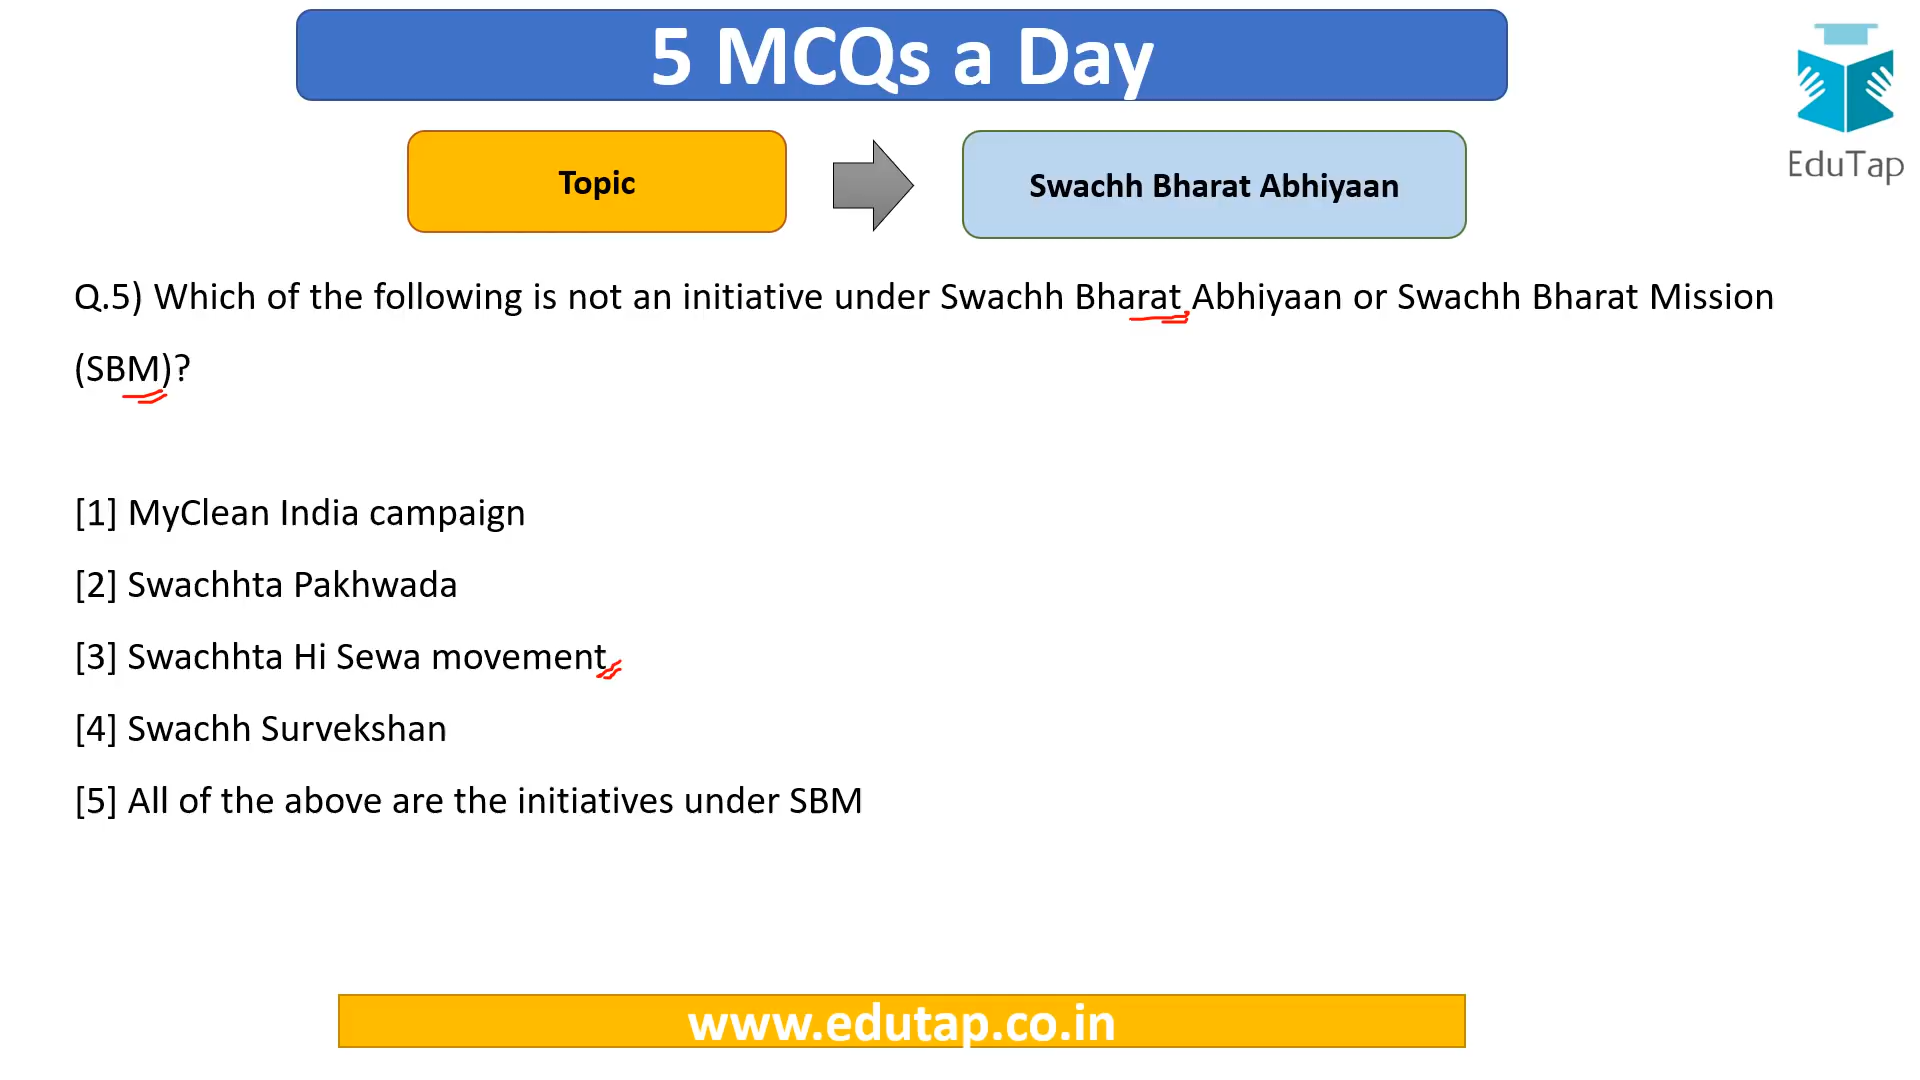 5 MCQs a Day
EduTap
Topic
Swachh Bharat Abhiyaan
Q.5) Which of the following is not an initiative under Swachh Bharat Abhiyaan or Swachh Bharat Mission
(SBM)?
[1] MyClean India campaign
[2] Swachhta Pakhwada
[3] Swachhta Hi Sewa movement
[4] Swachh Survekshan
[5] All of the above are the initiatives under SBM
www.edutap.co.in